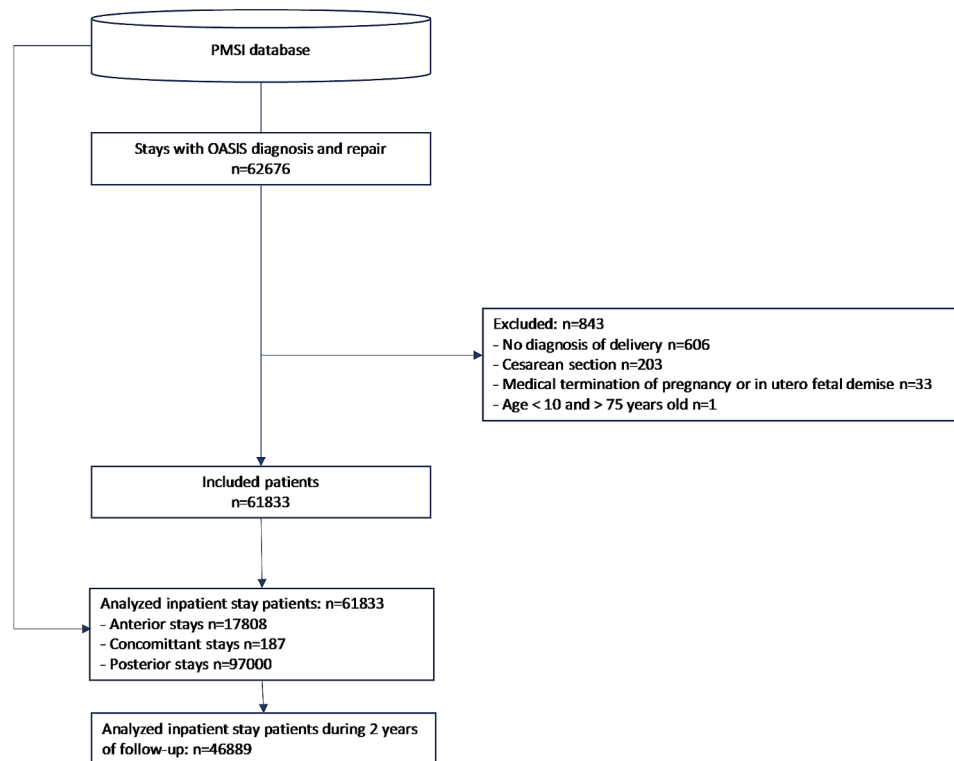 PMSI database
Stays with OASIS diagnosis and repair
n=62676
Excluded: n=843
- No diagnosis of delivery n=606
- Cesarean section n=203
- Medical termination of pregnancy or in utero fetal demise n=33
- Age < 10 and > 75 years old n=1
Included patients
n=61833
Analyzed inpatient stay patients: n=61833
- Anterior stays n=17808
- Concomittant stays n=187
- Posterior stays n=97000
Analyzed inpatient stay patients during 2 years
of follow-up: n=46889